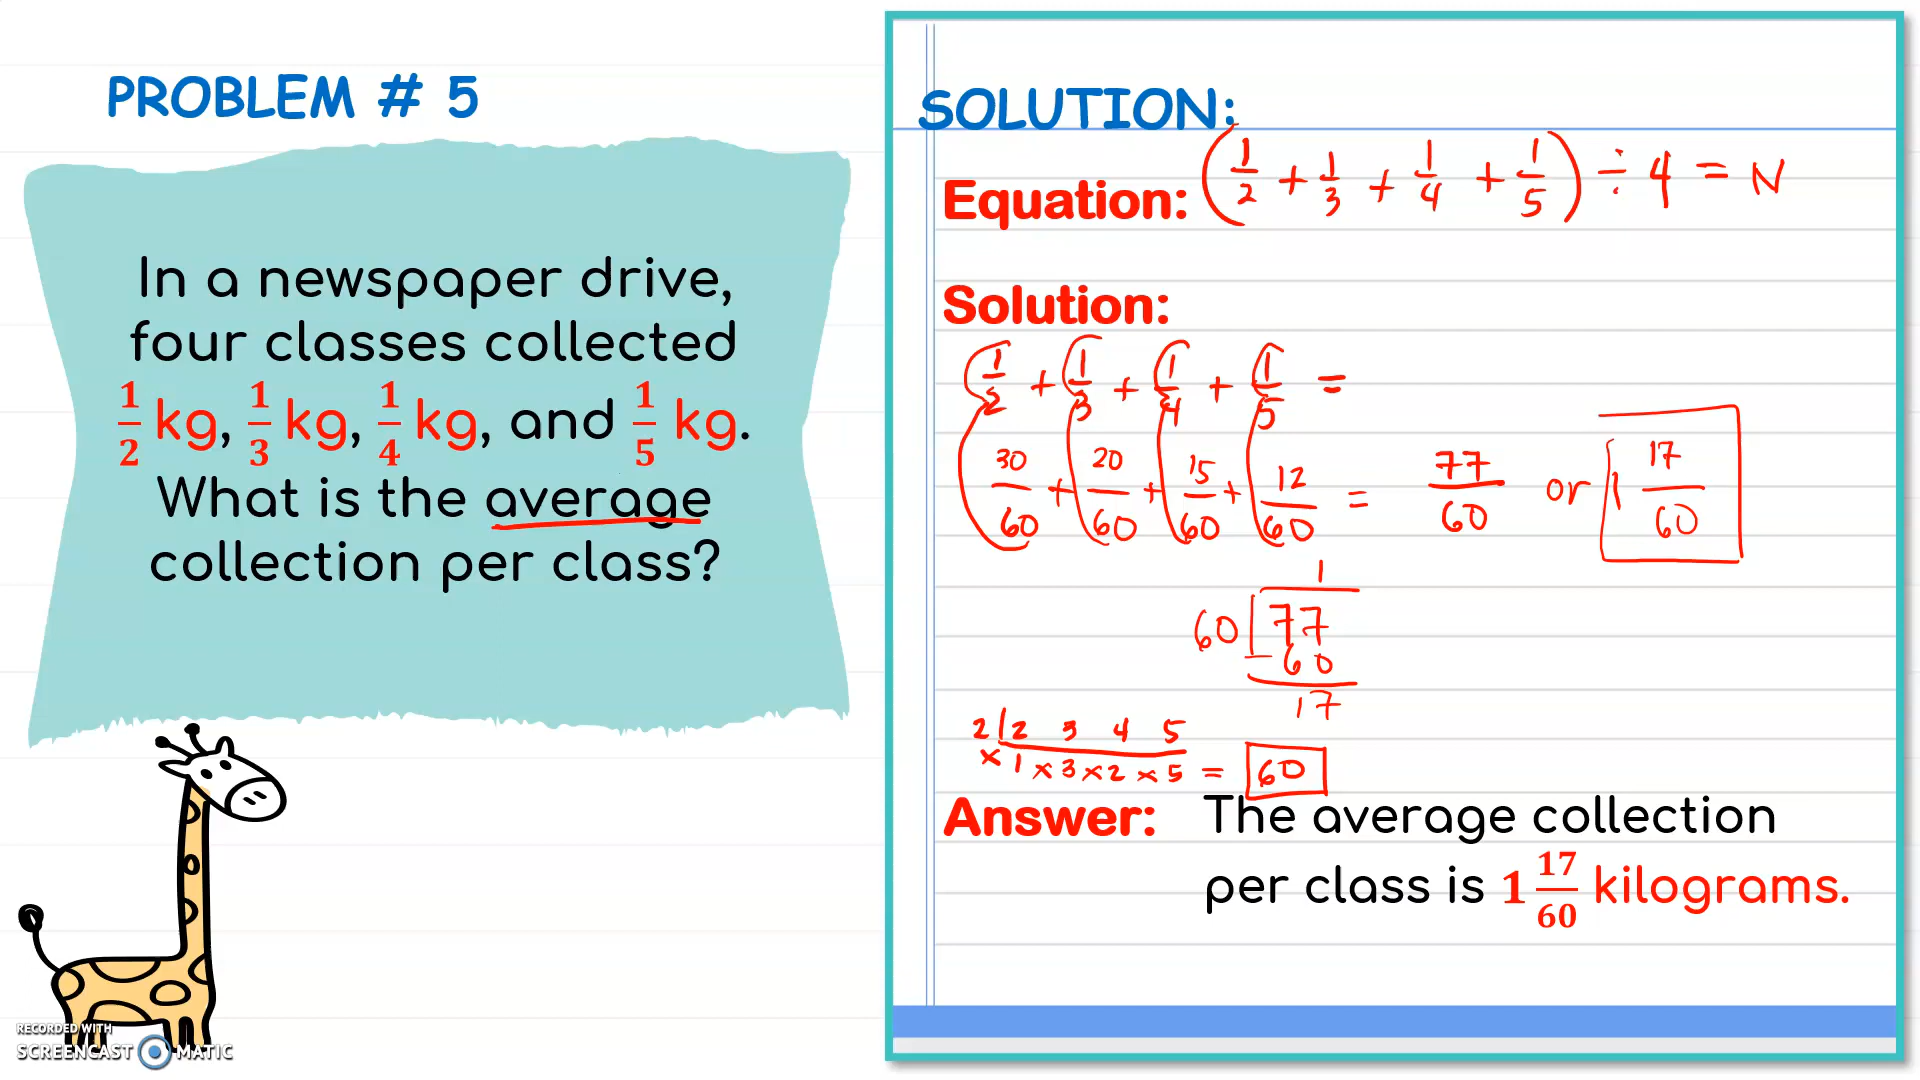 PROBLEM # 5
In a newspaper drive,
four classes collected
1/2 kg, 1/3 kg, 1/4 kg, and 1/5 kg.
What is the average
collection per class?
SOLUTION:
Equation: (1/2 + 1/3 + 1/4 + 1/5) ÷ 4 = N
Solution:
1/2 + 1/3 + 1/4 + 1/5 =
30/60 + 20/60 + 15/60 + 12/60 = 77/60 or 1 17/60
1
60 77
- 60
17
2 2 3 4 5
× 1 × 3 × 2 × 5 = 60
Answer: The average collection
per class is 1 17/60 kilograms.
RECORDED WITH
SCREENCAST MATIC